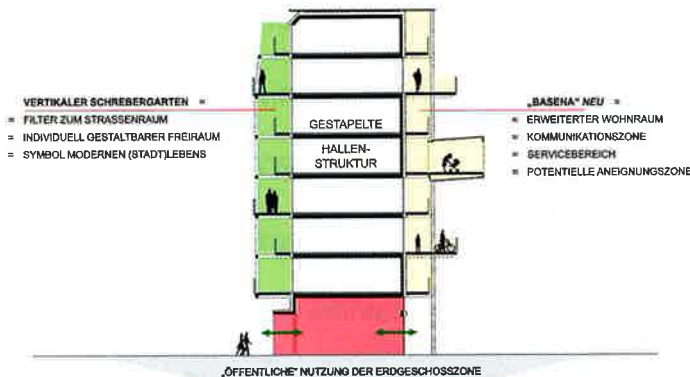 VERTIKALER SCHREBERGARTEN =
= FILTER ZUM STRASSENRAUM
= INDIVIDUELL GESTALTBARER FREIRAUM
= SYMBOL MODERNEN (STADT)LEBENS
GESTAPELTE
HALLEN-
STRUKTUR
„BASENA" NEU =
= ERWEITERTER WOHNRAUM
= KOMMUNIKATIONSZONE
= SERVICEBEREICH
= POTENTIELLE ANEIGNUNGSZONE
„ÖFFENTLICHE" NUTZUNG DER ERDGESCHOSSZONE